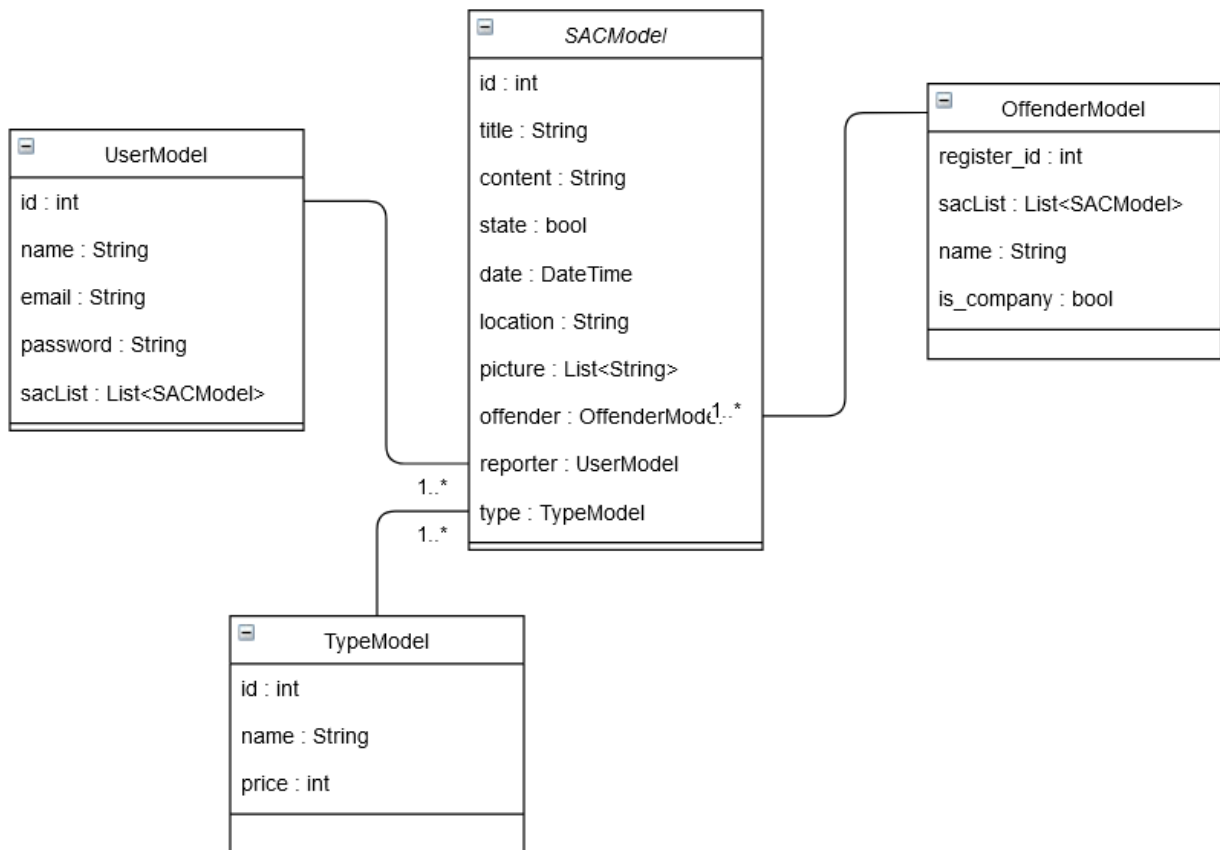 SACModel
id : int
title : String
content : String
state : bool
date : DateTime
location : String
picture : List<String>
offender : OffenderModel
1..*
reporter : UserModel
type : TypeModel
UserModel
id : int
name : String
email : String
password : String
sacList : List<SACModel>
1..*
1..*
OffenderModel
register_id : int
sacList : List<SACModel>
name : String
is_company : bool
TypeModel
id : int
name : String
price : int